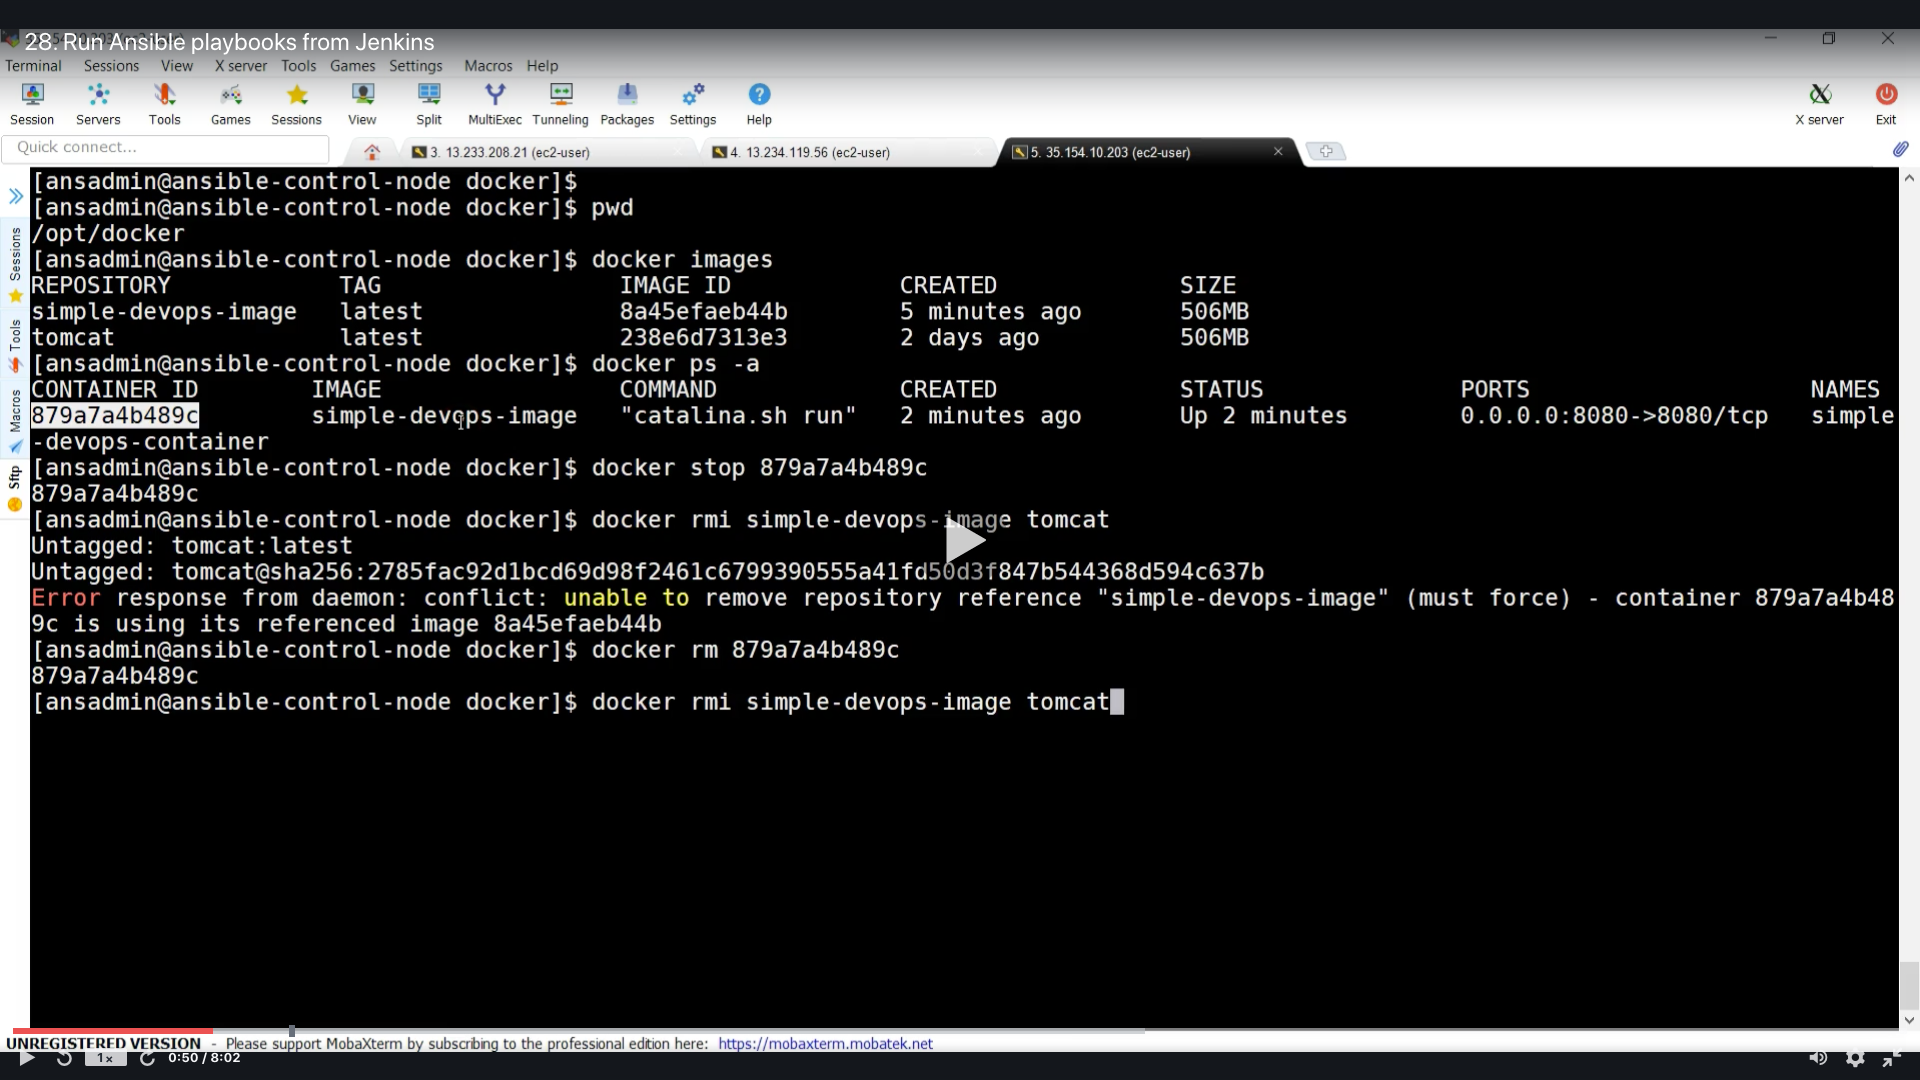 28. Run Ansible playbooks from Jenkins
Terminal Sessions View X server Tools Games Settings Macros Help
Session Servers Tools Games Sessions View Split MultiExec Tunneling Packages Settings Help X server Exit
Quick connect...
3. 13.233.208.21 (ec2-user)
4. 13.234.119.56 (ec2-user)
5. 35.154.10.203 (ec2-user)
Sessions
Tools
Macros
Sftp
[ansadmin@ansible-control-node docker]$
[ansadmin@ansible-control-node docker]$ pwd
/opt/docker
[ansadmin@ansible-control-node docker]$ docker images
REPOSITORY TAG IMAGE ID CREATED SIZE
simple-devops-image latest 8a45efaeb44b 5 minutes ago 506MB
tomcat latest 238e6d7313e3 2 days ago 506MB
[ansadmin@ansible-control-node docker]$ docker ps -a
CONTAINER ID IMAGE COMMAND CREATED STATUS PORTS NAMES
879a7a4b489c simple-devops-image "catalina.sh run" 2 minutes ago Up 2 minutes 0.0.0.0:8080->8080/tcp simple
-devops-container
[ansadmin@ansible-control-node docker]$ docker stop 879a7a4b489c
879a7a4b489c
[ansadmin@ansible-control-node docker]$ docker rmi simple-devops-image tomcat
Untagged: tomcat:latest
Untagged: tomcat@sha256:2785fac92d1bcd69d98f2461c6799390555a41fd50d3f847b544368d594c637b
Error response from daemon: conflict: unable to remove repository reference "simple-devops-image" (must force) - container 879a7a4b48
9c is using its referenced image 8a45efaeb44b
[ansadmin@ansible-control-node docker]$ docker rm 879a7a4b489c
879a7a4b489c
[ansadmin@ansible-control-node docker]$ docker rmi simple-devops-image tomcat
UNREGISTERED VERSION - Please support MobaXterm by subscribing to the professional edition here: https://mobaxterm.mobatek.net
1x 0:50 / 8:02